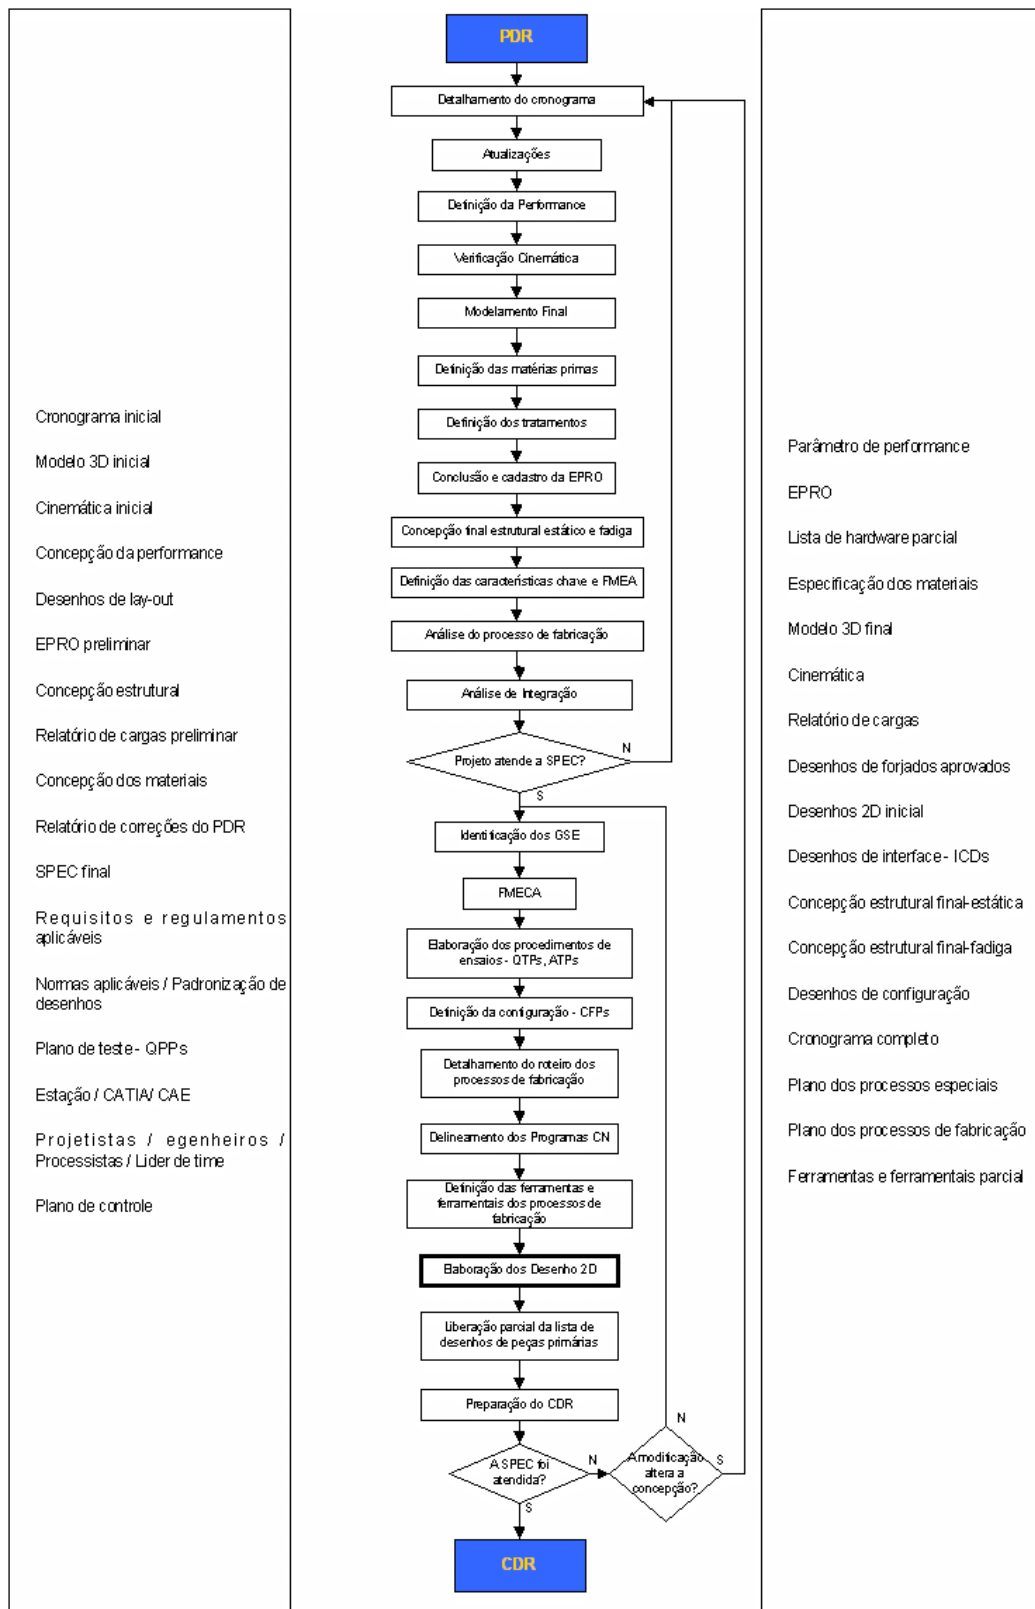 Cronograma inicial
Modelo 3D inicial
Cinemática inicial
Concepção da performance
Desenhos de lay-out
EPRO preliminar
Concepção estrutural
Relatório de cargas preliminar
Concepção dos materiais
Relatório de correções do PDR
SPEC final
Requisitos e regulamentos
aplicáveis
Normas aplicáveis / Padronização de
desenhos
Plano de teste - QPPs
Estação / CATIA/ CAE
Projetistas / egenheiros /
Processistas / Lider de time
Plano de controle
PDR
Detalhamento do cronograma
Atualizações
Definição da Performance
Verificação Cinemática
Modelamento Final
Definição das matérias primas
Definição dos tratamentos
Conclusão e cadastro da EPRO
Concepção final estrutural estático e fadiga
Definição das características chave e FMEA
Análise do processo de fabricação
Análise de Integração
Projeto atende a SPEC?
N
S
Identificação dos GSE
FMECA
Elaboração dos procedimentos de
ensaios - QTPs, ATPs
Definição da configuração - CFPs
Detalhamento do roteiro dos
processos de fabricação
Delineamento dos Programas CN
Definição das ferramentas e
ferramentais dos processos de
fabricação
Elaboração dos Desenho 2D
Liberação parcial da lista de
desenhos de peças primárias
Preparação do CDR
A SPEC foi
atendida?
N
S
A modificação
altera a
concepção?
N
S
CDR
Parâmetro de performance
EPRO
Lista de hardware parcial
Especificação dos materiais
Modelo 3D final
Cinemática
Relatório de cargas
Desenhos de forjados aprovados
Desenhos 2D inicial
Desenhos de interface - ICDs
Concepção estrutural final-estática
Concepção estrutural final-fadiga
Desenhos de configuração
Cronograma completo
Plano dos processos especiais
Plano dos processos de fabricação
Ferramentas e ferramentais parcial